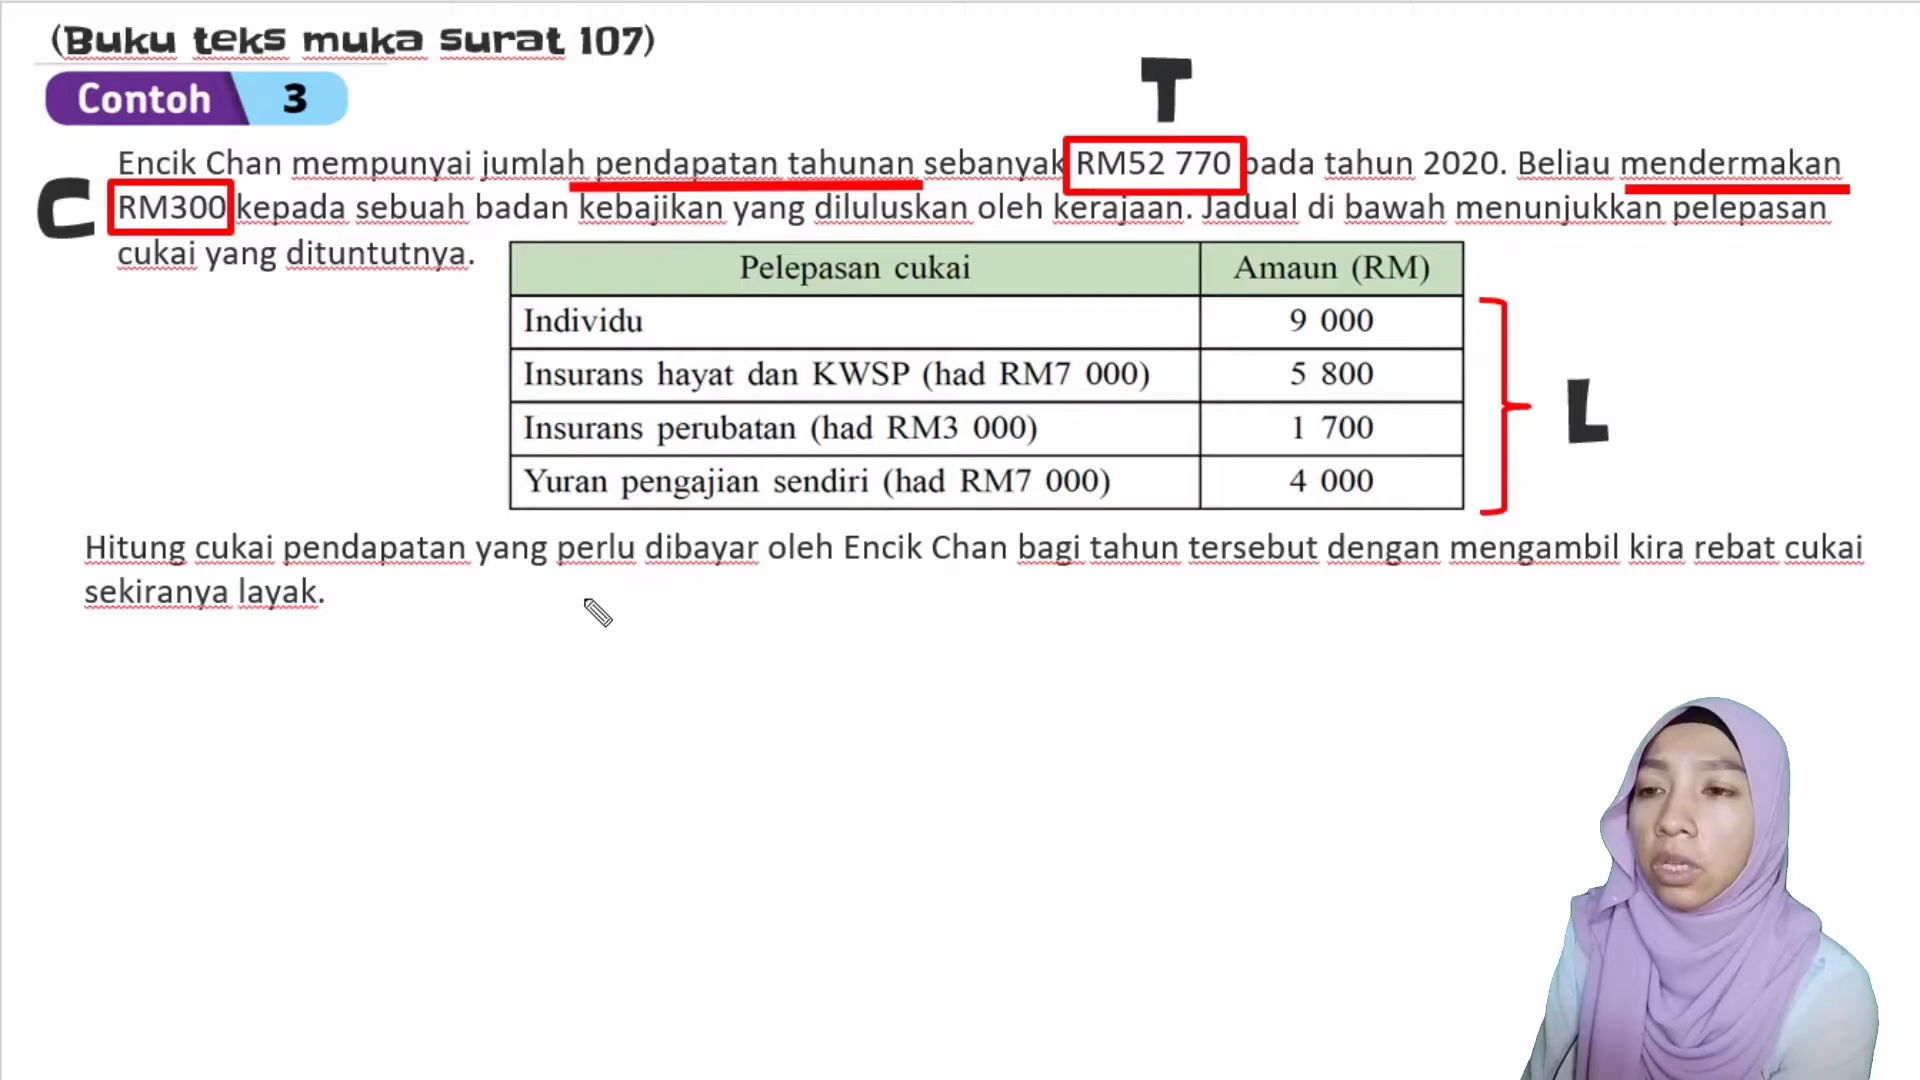 (Buku teks muka surat 107)
T
Contoh 3
Encik Chan mempunyai jumlah pendapatan tahunan sebanyak RM52 770 pada tahun 2020. Beliau mendermakan
C
RM300 kepada sebuah badan kebajikan yang diluluskan oleh kerajaan. Jadual di bawah menunjukkan pelepasan
cukai yang dituntutnya.
Pelepasan cukai Amaun (RM)
Individu 9 000
Insurans hayat dan KWSP (had RM7 000) 5 800
L
Insurans perubatan (had RM3 000) 1 700
Yuran pengajian sendiri (had RM7 000) 4 000
Hitung cukai pendapatan yang perlu dibayar oleh Encik Chan bagi tahun tersebut dengan mengambil kira rebat cukai
sekiranya layak.